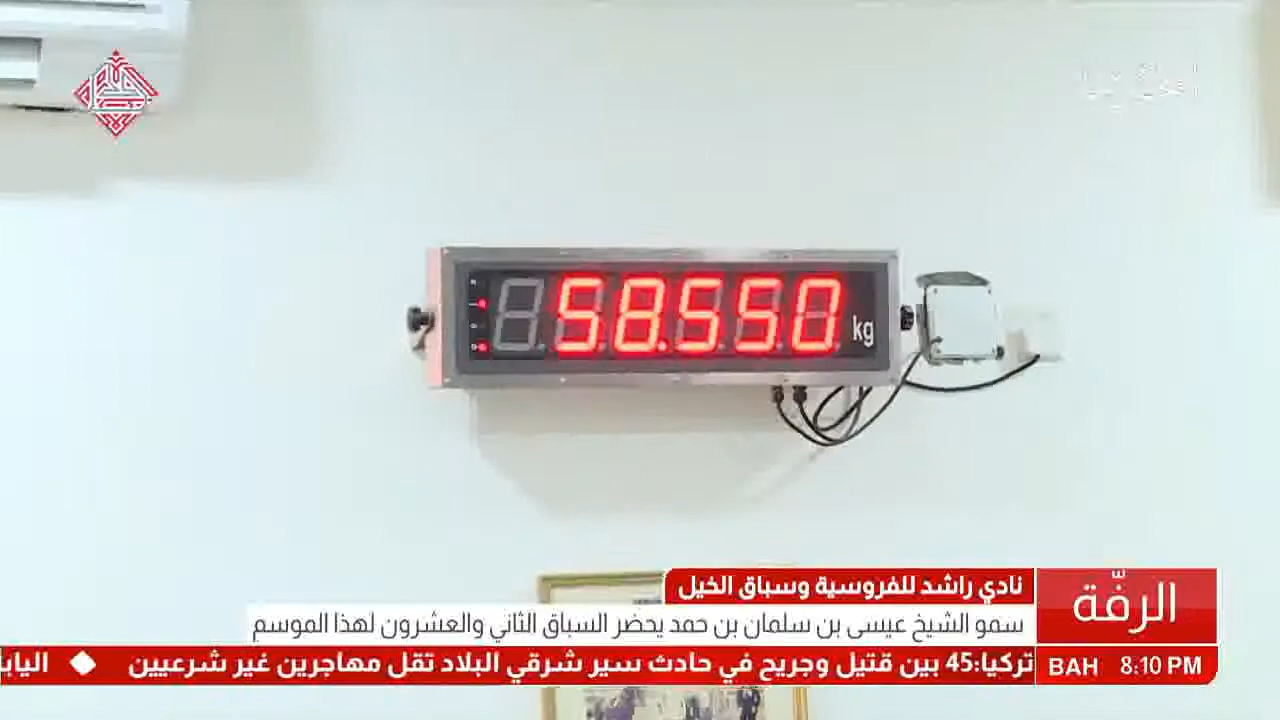 58.550 kg
نادي راشد للفروسية وسباق الخيل
الرفّة
سمو الشيخ عيسى بن سلمان بن حمد يحضر السباق الثاني والعشرون لهذا الموسم
تركيا:45 بين قتيل وجريح في حادث سير شرقي البلاد تقل مهاجرين غير شرعيين ◆ اليابا
BAH 8:10 PM